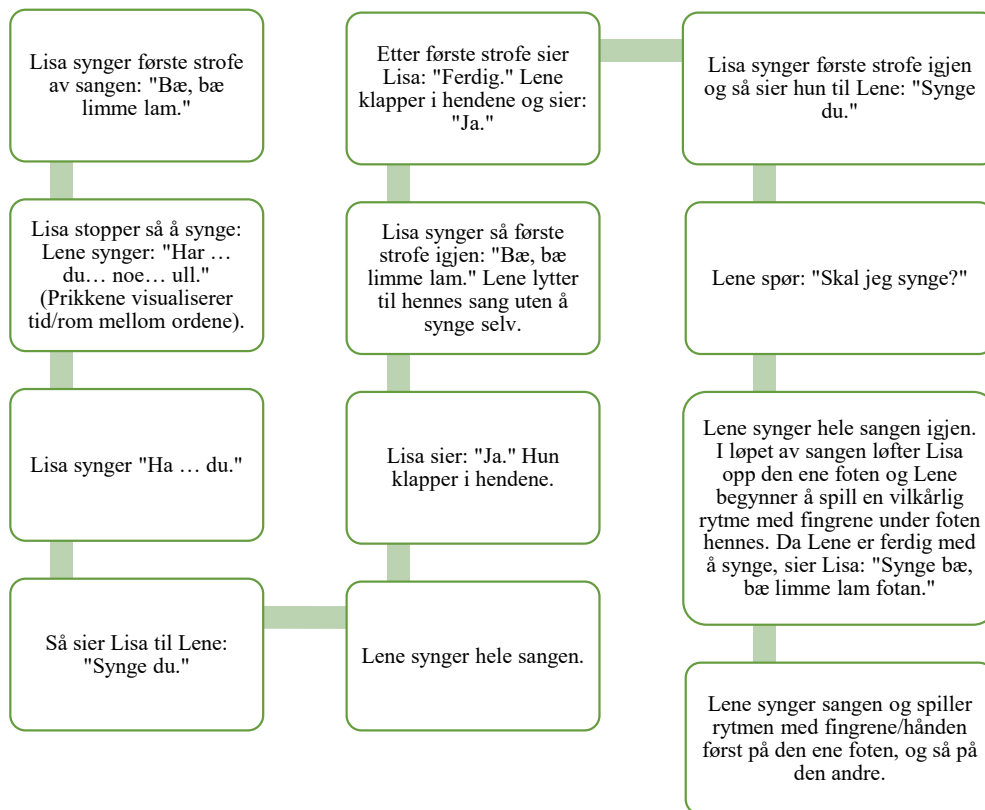 Lisa synger første strofe
av sangen: "Bæ, bæ
limme lam."
Lisa stopper så å synge:
Lene synger: "Har …
du… noe… ull."
(Prikkene visualiserer
tid/rom mellom ordene).
Lisa synger "Ha … du."
Så sier Lisa til Lene:
"Synge du."
Lene synger hele sangen.
Lisa sier: "Ja." Hun
klapper i hendene.
Lisa synger så første
strofe igjen: "Bæ, bæ
limme lam." Lene lytter
til hennes sang uten å
synge selv.
Etter første strofe sier
Lisa: "Ferdig." Lene
klapper i hendene og sier:
"Ja."
Lisa synger første strofe igjen
og så sier hun til Lene: "Synge
du."
Lene spør: "Skal jeg synge?"
Lene synger hele sangen igjen.
I løpet av sangen løfter Lisa
opp den ene foten og Lene
begynner å spill en vilkårlig
rytme med fingrene under foten
hennes. Da Lene er ferdig med
å synge, sier Lisa: "Synge bæ,
bæ limme lam fotan."
Lene synger sangen og spiller
rytmen med fingrene/hånden
først på den ene foten, og så på
den andre.